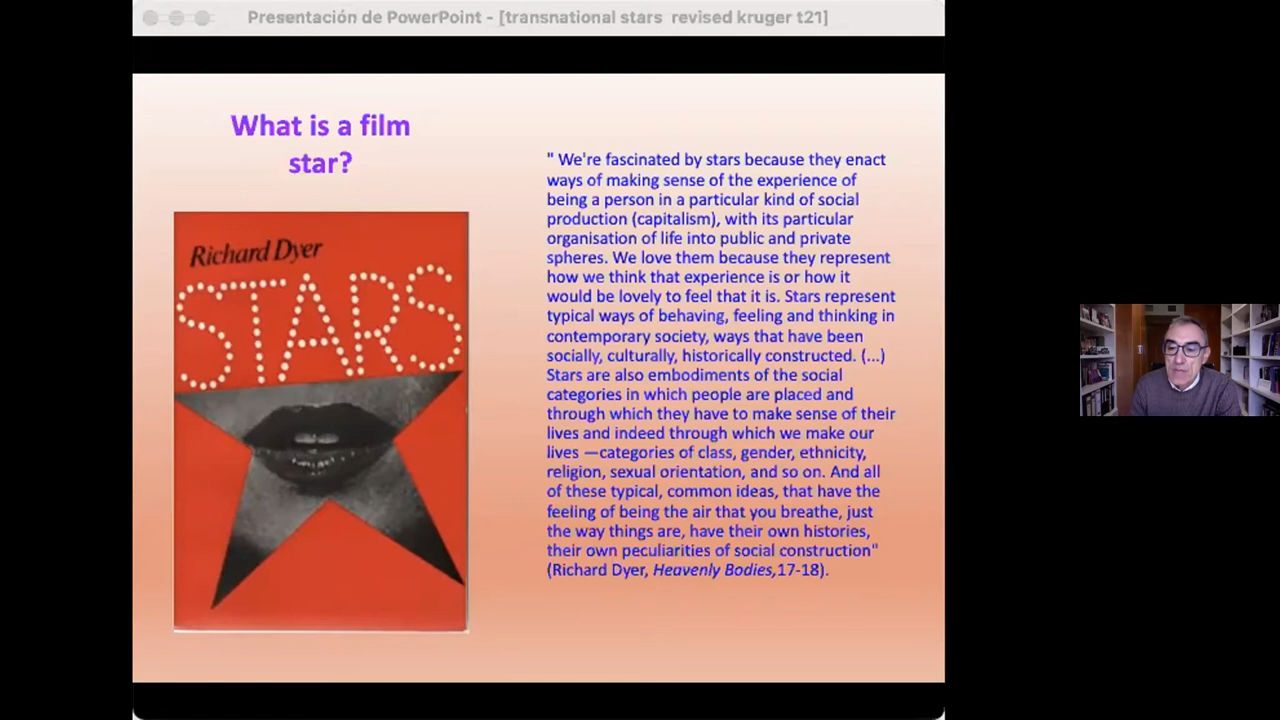 Presentación de PowerPoint - [transnational stars revised kruger t21]
What is a film
star?
Richard Dyer
STARS
" We're fascinated by stars because they enact
ways of making sense of the experience of
being a person in a particular kind of social
production (capitalism), with its particular
organisation of life into public and private
spheres. We love them because they represent
how we think that experience is or how it
would be lovely to feel that it is. Stars represent
typical ways of behaving, feeling and thinking in
contemporary society, ways that have been
socially, culturally, historically constructed. (...)
Stars are also embodiments of the social
categories in which people are placed and
through which they have to make sense of their
lives and indeed through which we make our
lives —categories of class, gender, ethnicity,
religion, sexual orientation, and so on. And all
of these typical, common ideas, that have the
feeling of being the air that you breathe, just
the way things are, have their own histories,
their own peculiarities of social construction"
(Richard Dyer, Heavenly Bodies,17-18).